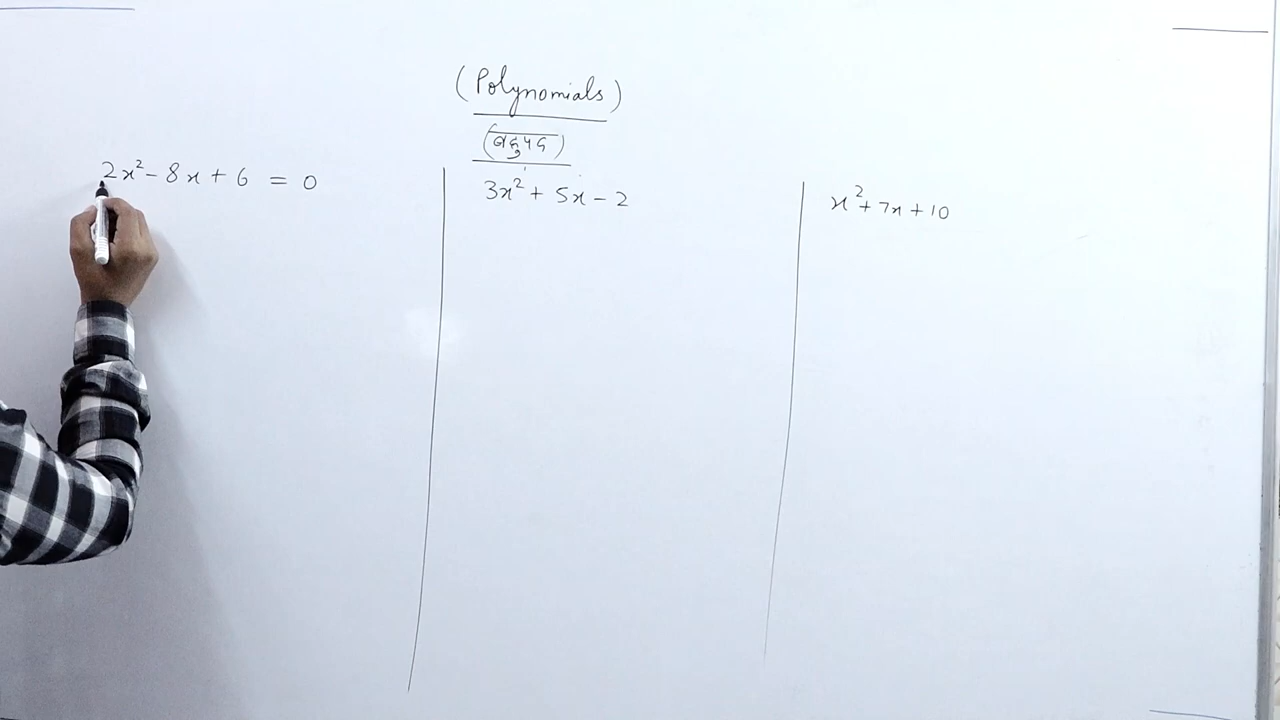 (Polynomials)
(बहुपद)
2x² - 8x + 6 = 0
3x² + 5x - 2
x² + 7x + 10